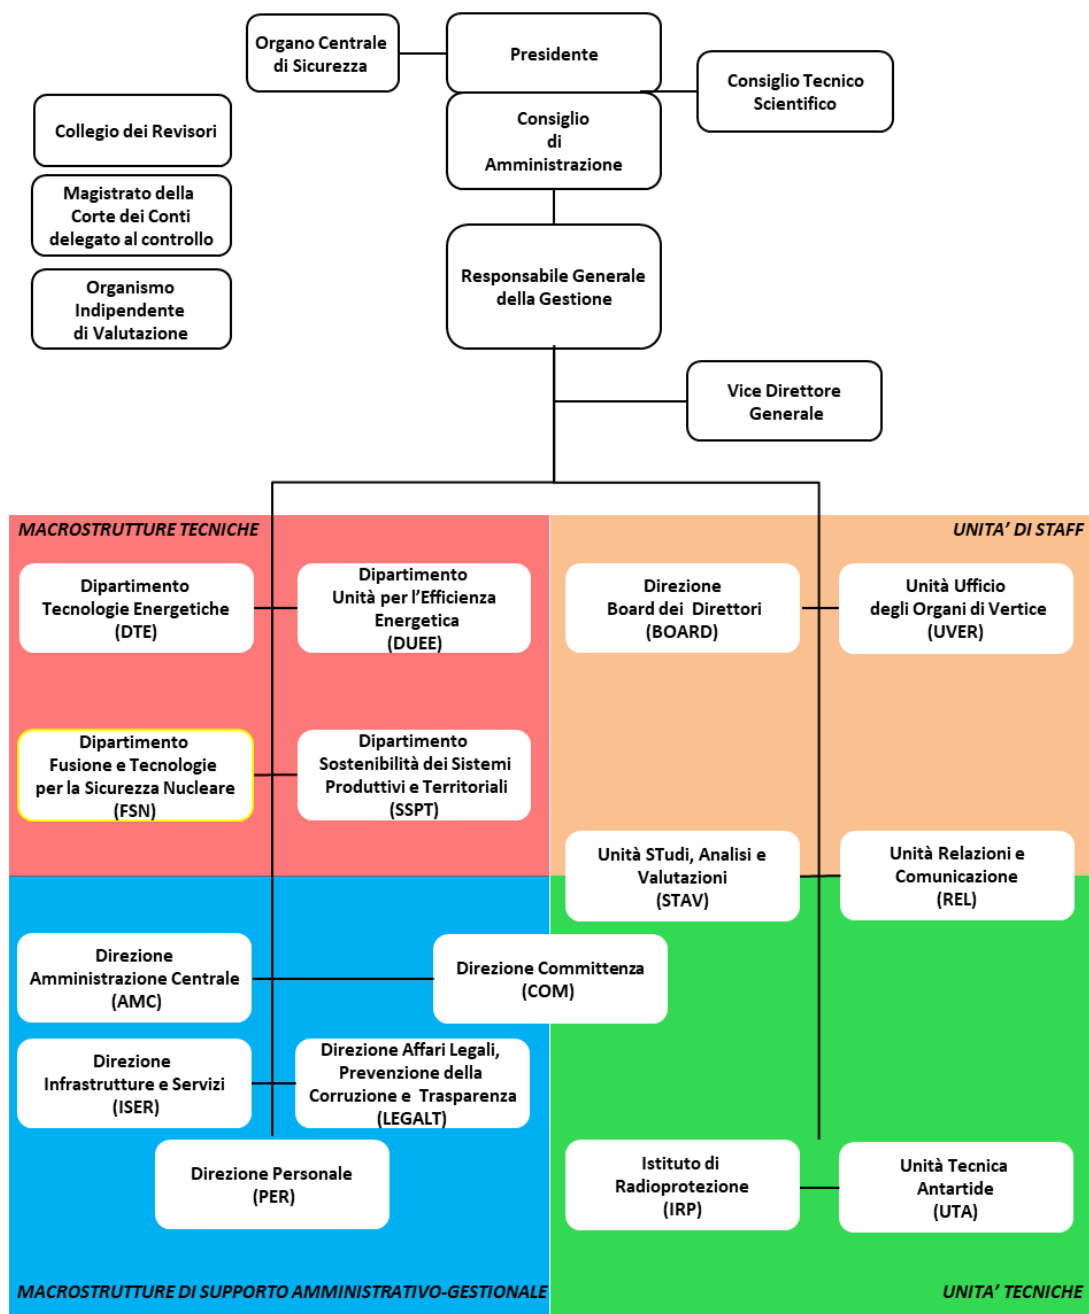 Organo Centrale
di Sicurezza
Presidente
Consiglio Tecnico
Scientifico
Collegio dei Revisori
Consiglio
di
Amministrazione
Magistrato della
Corte dei Conti
delegato al controllo
Organismo
Indipendente
di Valutazione
Responsabile Generale
della Gestione
Vice Direttore
Generale
MACROSTRUTTURE TECNICHE
Dipartimento
Tecnologie Energetiche
(DTE)
Dipartimento
Unità per l'Efficienza
Energetica
(DUEE)
Dipartimento
Fusione e Tecnologie
per la Sicurezza Nucleare
(FSN)
Dipartimento
Sostenibilità dei Sistemi
Produttivi e Territoriali
(SSPT)
UNITA' DI STAFF
Direzione
Board dei Direttori
(BOARD)
Unità Ufficio
degli Organi di Vertice
(UVER)
Unità STudi, Analisi e
Valutazioni
(STAV)
Unità Relazioni e
Comunicazione
(REL)
Direzione
Amministrazione Centrale
(AMC)
Direzione Committenza
(COM)
Direzione
Infrastrutture e Servizi
(ISER)
Direzione Affari Legali,
Prevenzione della
Corruzione e Trasparenza
(LEGALT)
Direzione Personale
(PER)
MACROSTRUTTURE DI SUPPORTO AMMINISTRATIVO-GESTIONALE
Istituto di
Radioprotezione
(IRP)
Unità Tecnica
Antartide
(UTA)
UNITA' TECNICHE